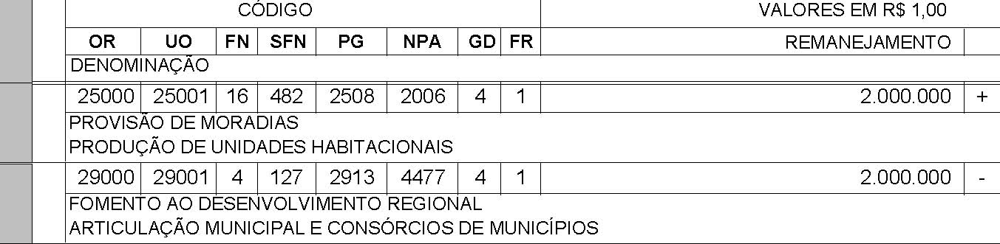 CÓDIGO VALORES EM R$ 1,00
OR UO FN SFN PG NPA GD FR REMANEJAMENTO
DENOMINAÇÃO
25000 25001 16 482 2508 2006 4 1 2.000.000 +
PROVISÃO DE MORADIAS
PRODUÇÃO DE UNIDADES HABITACIONAIS
29000 29001 4 127 2913 4477 4 1 2.000.000 -
FOMENTO AO DESENVOLVIMENTO REGIONAL
ARTICULAÇÃO MUNICIPAL E CONSÓRCIOS DE MUNICÍPIOS